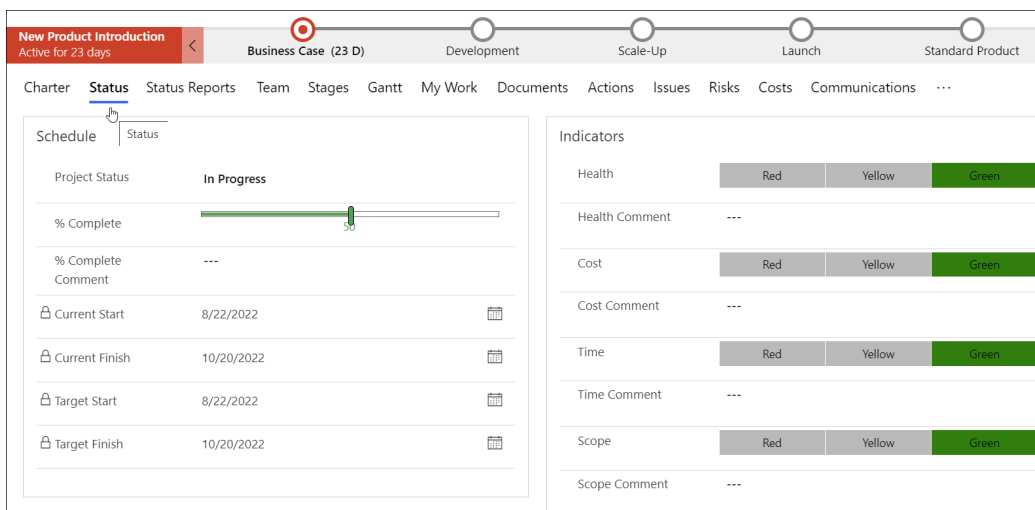 New Product Introduction
Active for 23 days
Business Case (23 D)
Development
Scale-Up
Launch
Standard Product
Charter Status Status Reports Team Stages Gantt My Work Documents Actions Issues Risks Costs Communications ...
Schedule
Status
Project Status In Progress
% Complete 50
% Complete
Comment
---
Current Start 8/22/2022
Current Finish 10/20/2022
Target Start 8/22/2022
Target Finish 10/20/2022
Indicators
Health Red Yellow Green
Health Comment ---
Cost Red Yellow Green
Cost Comment ---
Time Red Yellow Green
Time Comment ---
Scope Red Yellow Green
Scope Comment ---